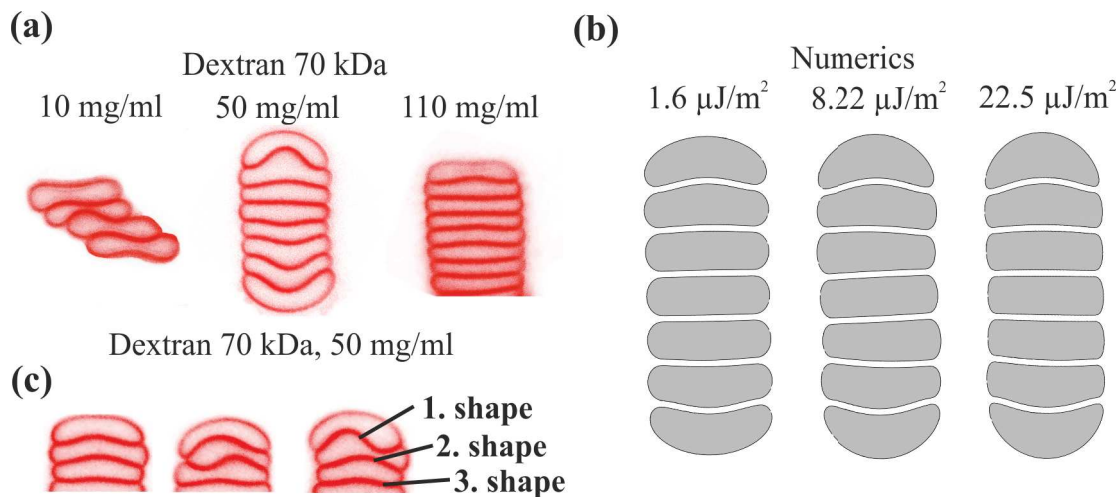 (a)
Dextran 70 kDa
10 mg/ml 50 mg/ml 110 mg/ml
Dextran 70 kDa, 50 mg/ml
(c)
1. shape
2. shape
3. shape
(b)
Numerics
1.6 µJ/m² 8.22 µJ/m² 22.5 µJ/m²